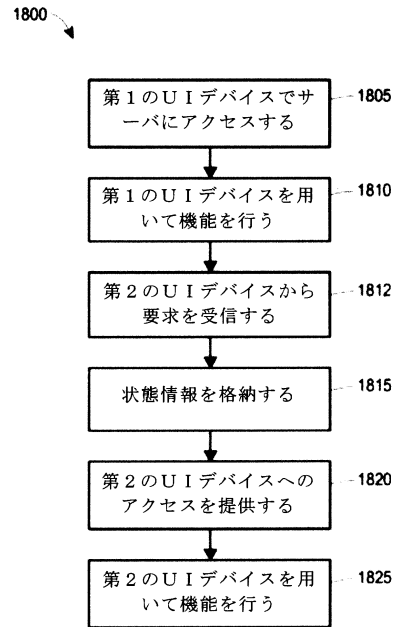 1800
第1のUIデバイスでサ
ーバにアクセスする
1805
第1のUIデバイスを用
いて機能を行う
1810
第2のUIデバイスから
要求を受信する
1812
状態情報を格納する
1815
第2のUIデバイスへの
アクセスを提供する
1820
第2のUIデバイスを用
いて機能を行う
1825